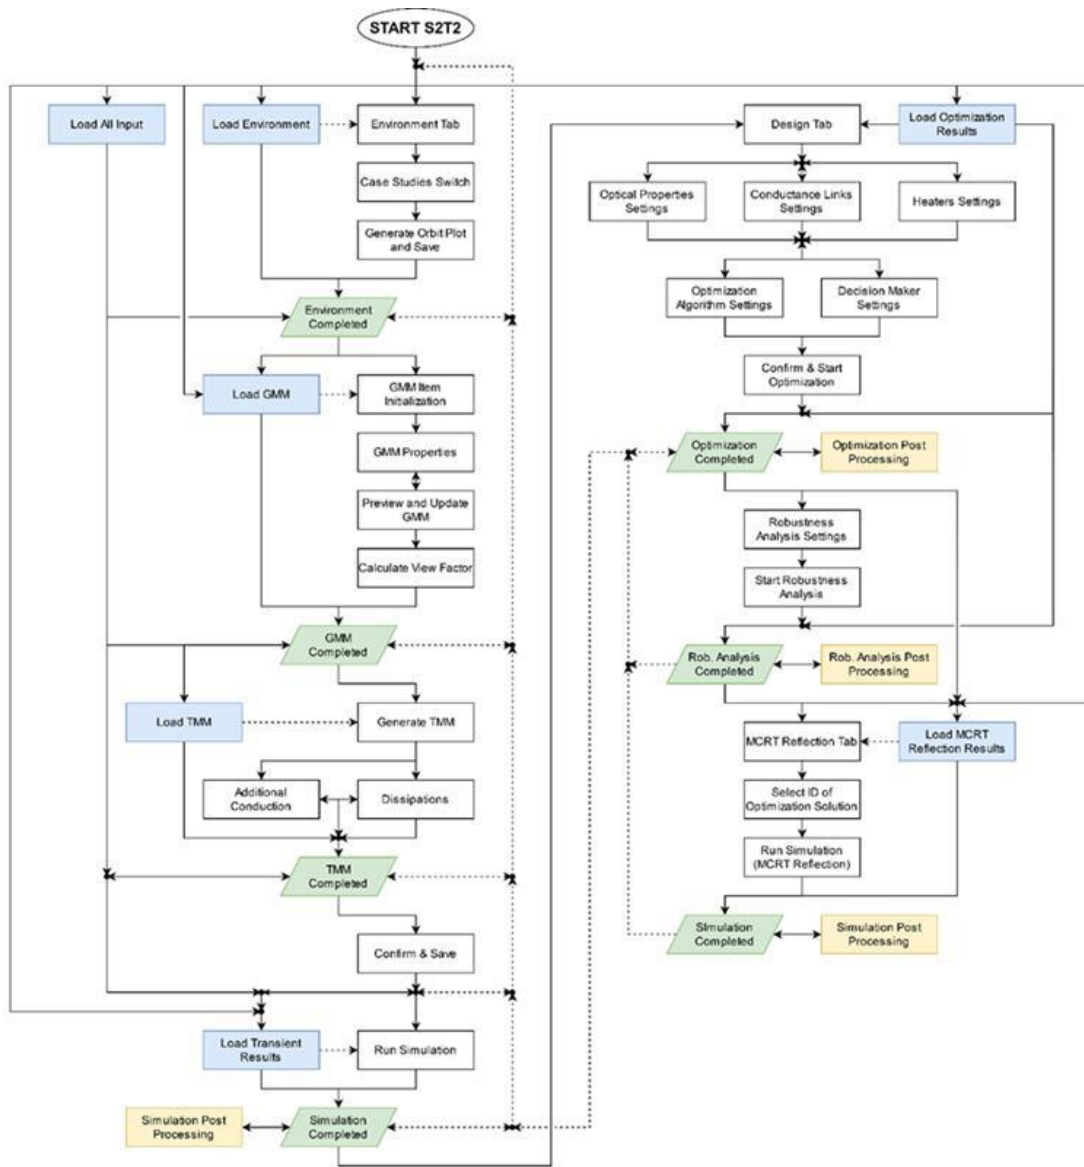 START S2T2
Load All Input
Load Environment
Environment Tab
Case Studies Switch
Generate Orbit Plot
and Save
Environment
Completed
Load GMM
GMM Item
Initialization
GMM Properties
Preview and Update
GMM
Calculate View Factor
GMM
Completed
Load TMM
Generate TMM
Additional
Conduction
Dissipations
TMM
Completed
Confirm & Save
Load Transient
Results
Run Simulation
Simulation Post
Processing
Simulation
Completed
Design Tab
Load Optimization
Results
Optical Properties
Settings
Conductance Links
Settings
Heaters Settings
Optimization
Algorithm Settings
Decision Maker
Settings
Confirm & Start
Optimization
Optimization
Completed
Optimization Post
Processing
Robustness
Analysis Settings
Start Robustness
Analysis
Rob. Analysis
Completed
Rob. Analysis Post
Processing
MCRT Reflection Tab
Load MCRT
Reflection Results
Select ID of
Optimization Solution
Run Simulation
(MCRT Reflection)
SImulation
Completed
Simulation Post
Processing